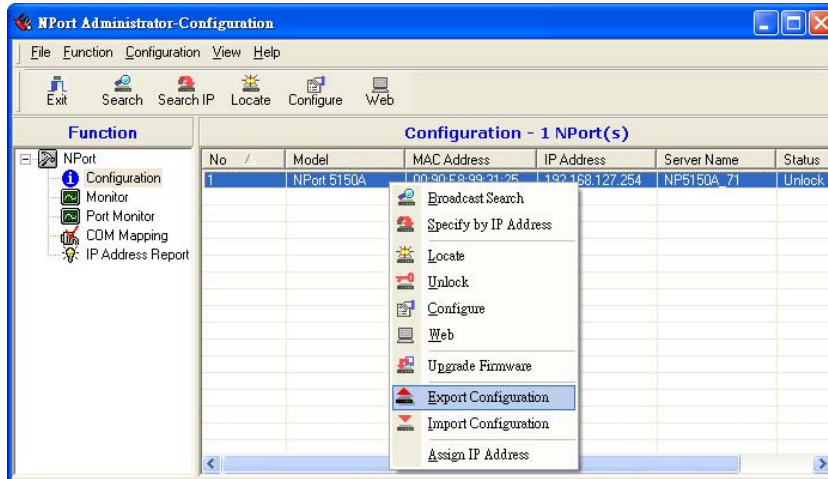 NPort Administrator-Configuration
File Function Configuration View Help
Exit Search Search IP Locate Configure Web
Function
Configuration - 1 NPort(s)
NPort
Configuration
Monitor
Port Monitor
COM Mapping
IP Address Report
No Model MAC Address IP Address Server Name Status
1 NPort 5150A 00:90:E8:99:31:25 192.168.127.254 NP5150A_71 Unlock
Broadcast Search
Specify by IP Address
Locate
Unlock
Configure
Web
Upgrade Firmware
Export Configuration
Import Configuration
Assign IP Address